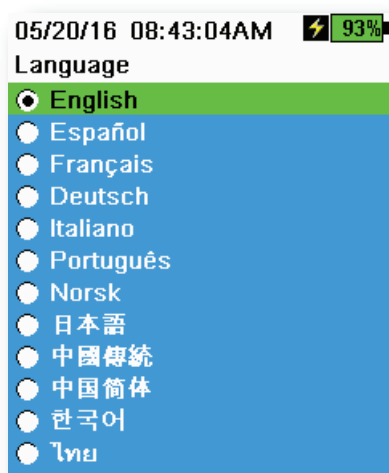 05/20/16 08:43:04AM 93%
Language
English
Español
Français
Deutsch
Italiano
Português
Norsk
日本語
中國傳統
中国简体
한국어
ไทย